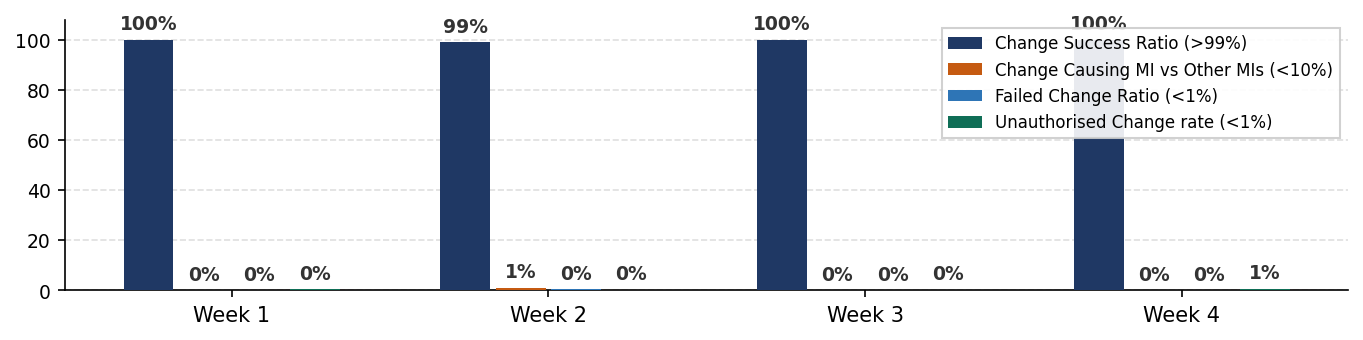 100%
99%
100%
100%
Change Success Ratio (>99%)
Change Causing MI vs Other MIs (<10%)
Failed Change Ratio (<1%)
Unauthorised Change rate (<1%)
100
80
60
40
20
0
0% 0% 0%
1% 0% 0%
0% 0% 0%
0% 0% 1%
Week 1
Week 2
Week 3
Week 4